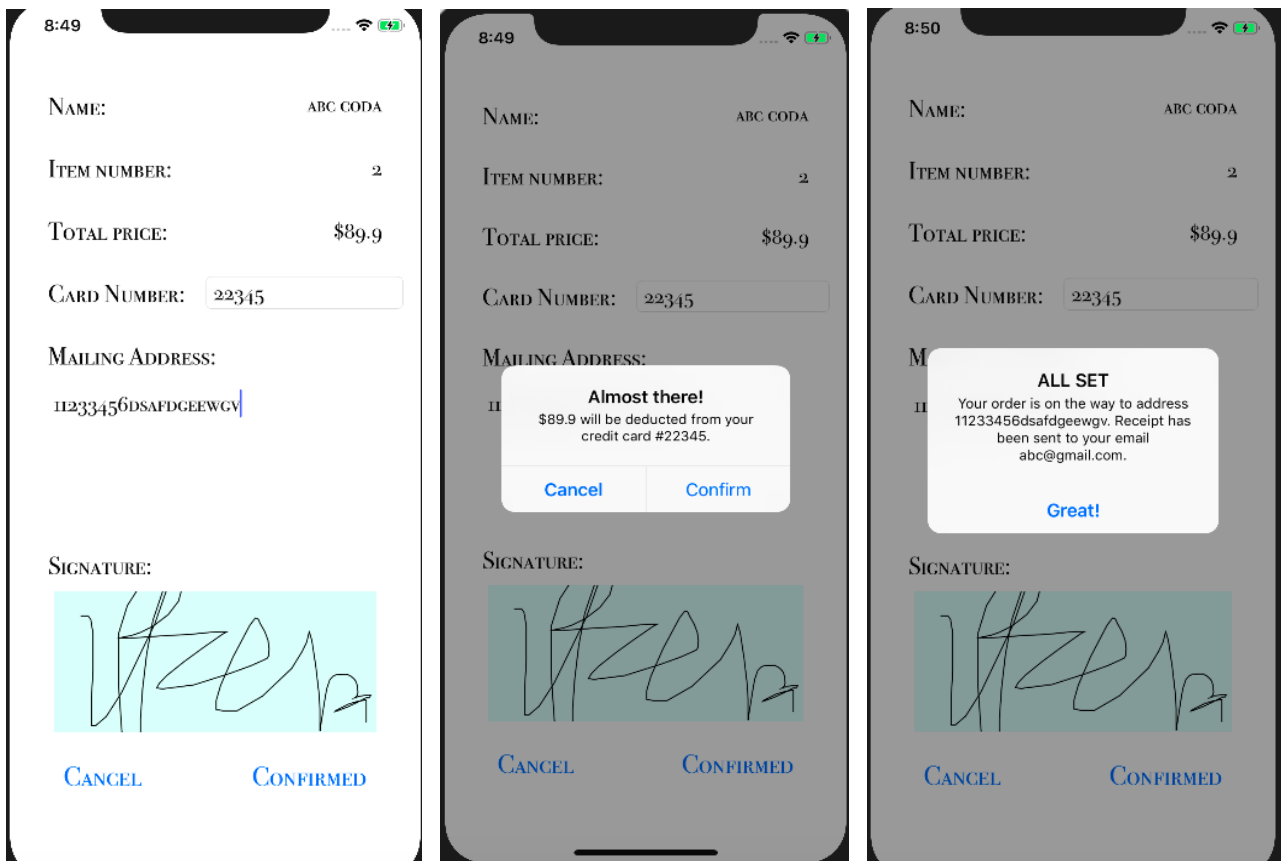 8:49
NAME: ABC CODA
ITEM NUMBER: 2
TOTAL PRICE: $89.9
CARD NUMBER: 22345
MAILING ADDRESS:
11233456DSAFDGEEWGV
SIGNATURE:
CANCEL CONFIRMED
8:49
NAME: ABC CODA
ITEM NUMBER: 2
TOTAL PRICE: $89.9
CARD NUMBER: 22345
MAILING ADDRESS:
11
Almost there!
$89.9 will be deducted from your
credit card #22345.
Cancel Confirm
SIGNATURE:
CANCEL CONFIRMED
8:50
NAME: ABC CODA
ITEM NUMBER: 2
TOTAL PRICE: $89.9
CARD NUMBER: 22345
M
11
ALL SET
Your order is on the way to address
11233456dsafdgeewgv. Receipt has
been sent to your email
abc@gmail.com.
Great!
SIGNATURE:
CANCEL CONFIRMED